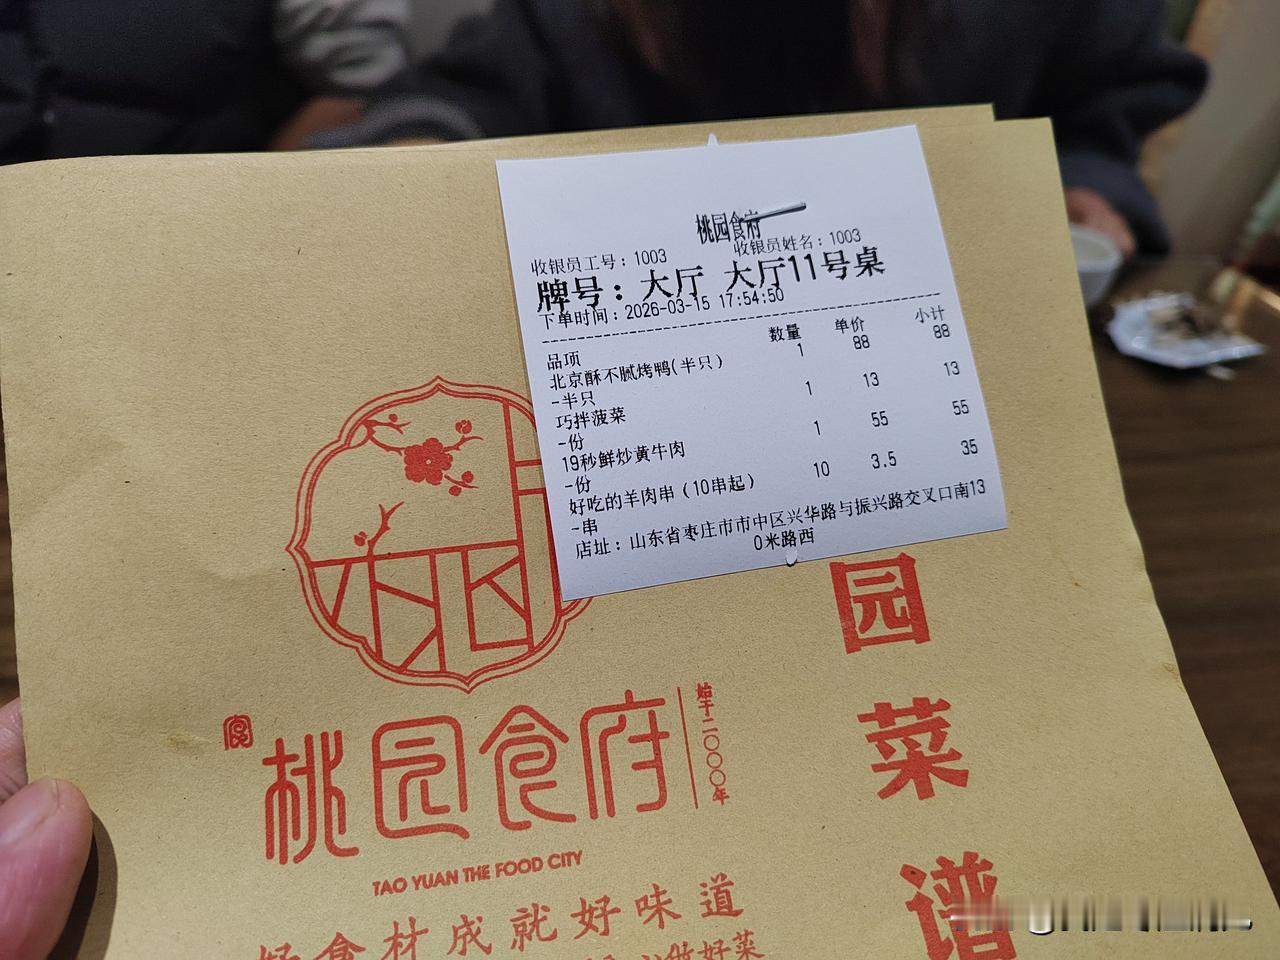 桃园食府
收银员工号：1003 收银员姓名：1003
牌号：大厅 大厅11号桌
下单时间：2026-03-15 17:54:50
品项 数量 单价 小计
北京酥不腻烤鸭(半只) 1 88 88
-半只
巧拌菠菜 1 13 13
-份
19秒鲜炒黄牛肉 1 55 55
-份
好吃的羊肉串（10串起） 10 3.5 35
-串
店址：山东省枣庄市市中区兴华路与振兴路交叉口南13
0米路西
桃园食府
始于二〇〇〇年
TAO YUAN THE FOOD CITY
好食材成就好味道
做好菜
园菜谱